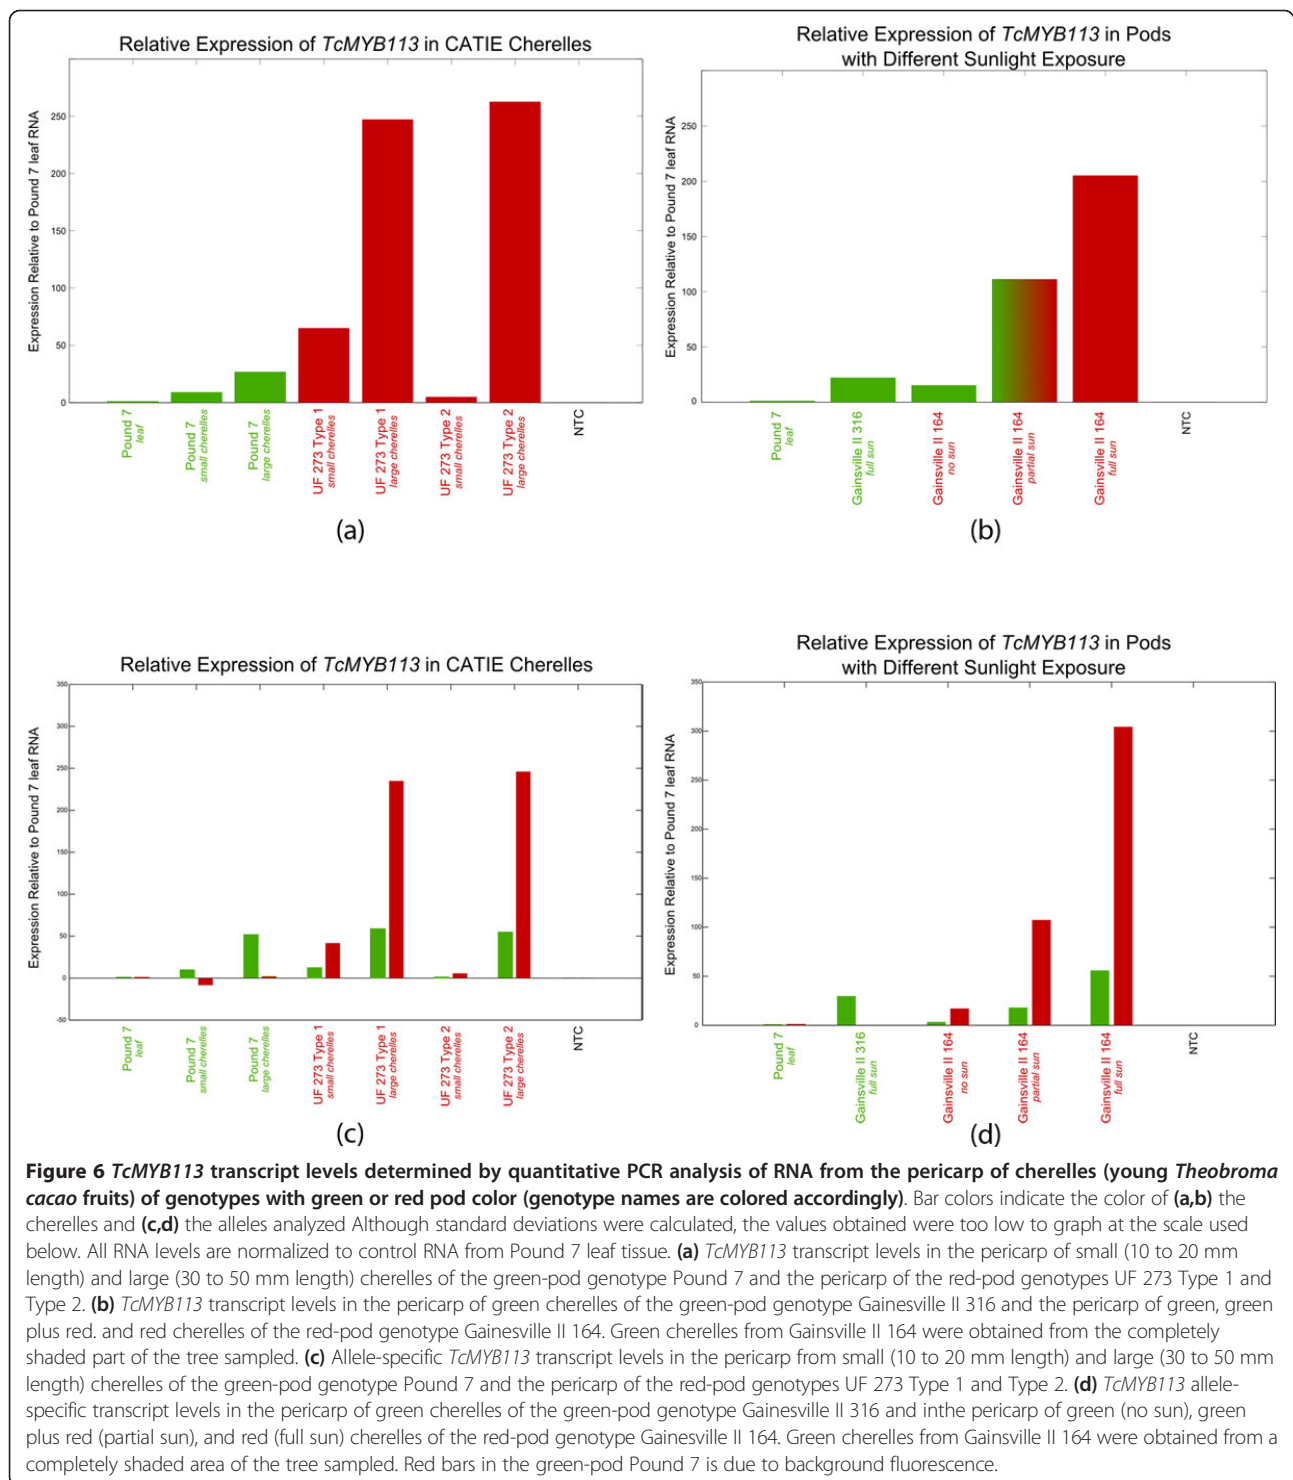 Relative Expression of TcMYB113 in CATIE Cherelles
Expression Relative to Pound 7 leaf RNA
250
200
150
100
50
0
Pound 7
leaf
Pound 7
small cherelles
Pound 7
large cherelles
UF 273 Type 1
small cherelles
UF 273 Type 1
large cherelles
UF 273 Type 2
small cherelles
UF 273 Type 2
large cherelles
NTC
(a)
Relative Expression of TcMYB113 in Pods
with Different Sunlight Exposure
Expression Relative to Pound 7 leaf RNA
250
200
150
100
50
0
Pound 7
leaf
Gainsville II 316
full sun
Gainsville II 164
no sun
Gainsville II 164
partial sun
Gainsville II 164
full sun
NTC
(b)
Relative Expression of TcMYB113 in CATIE Cherelles
Expression Relative to Pound 7 leaf RNA
350
300
250
200
150
100
50
0
-50
Pound 7
leaf
Pound 7
small cherelles
Pound 7
large cherelles
UF 273 Type 1
small cherelles
UF 273 Type 1
large cherelles
UF 273 Type 2
small cherelles
UF 273 Type 2
large cherelles
NTC
(c)
Relative Expression of TcMYB113 in Pods
with Different Sunlight Exposure
Expression Relative to Pound 7 leaf RNA
350
300
250
200
150
100
50
0
Pound 7
leaf
Gainsville II 316
full sun
Gainsville II 164
no sun
Gainsville II 164
partial sun
Gainsville II 164
full sun
NTC
(d)
Figure 6 TcMYB113 transcript levels determined by quantitative PCR analysis of RNA from the pericarp of cherelles (young Theobroma
cacao fruits) of genotypes with green or red pod color (genotype names are colored accordingly). Bar colors indicate the color of (a,b) the
cherelles and (c,d) the alleles analyzed Although standard deviations were calculated, the values obtained were too low to graph at the scale used
below. All RNA levels are normalized to control RNA from Pound 7 leaf tissue. (a) TcMYB113 transcript levels in the pericarp of small (10 to 20 mm
length) and large (30 to 50 mm length) cherelles of the green-pod genotype Pound 7 and the pericarp of the red-pod genotypes UF 273 Type 1 and
Type 2. (b) TcMYB113 transcript levels in the pericarp of green cherelles of the green-pod genotype Gainesville II 316 and the pericarp of green, green
plus red. and red cherelles of the red-pod genotype Gainesville II 164. Green cherelles from Gainsville II 164 were obtained from the completely
shaded part of the tree sampled. (c) Allele-specific TcMYB113 transcript levels in the pericarp from small (10 to 20 mm length) and large (30 to 50 mm
length) cherelles of the green-pod genotype Pound 7 and the pericarp of the red-pod genotypes UF 273 Type 1 and Type 2. (d) TcMYB113 allele-
specific transcript levels in the pericarp of green cherelles of the green-pod genotype Gainesville II 316 and inthe pericarp of green (no sun), green
plus red (partial sun), and red (full sun) cherelles of the red-pod genotype Gainesville II 164. Green cherelles from Gainsville II 164 were obtained from a
completely shaded area of the tree sampled. Red bars in the green-pod Pound 7 is due to background fluorescence.